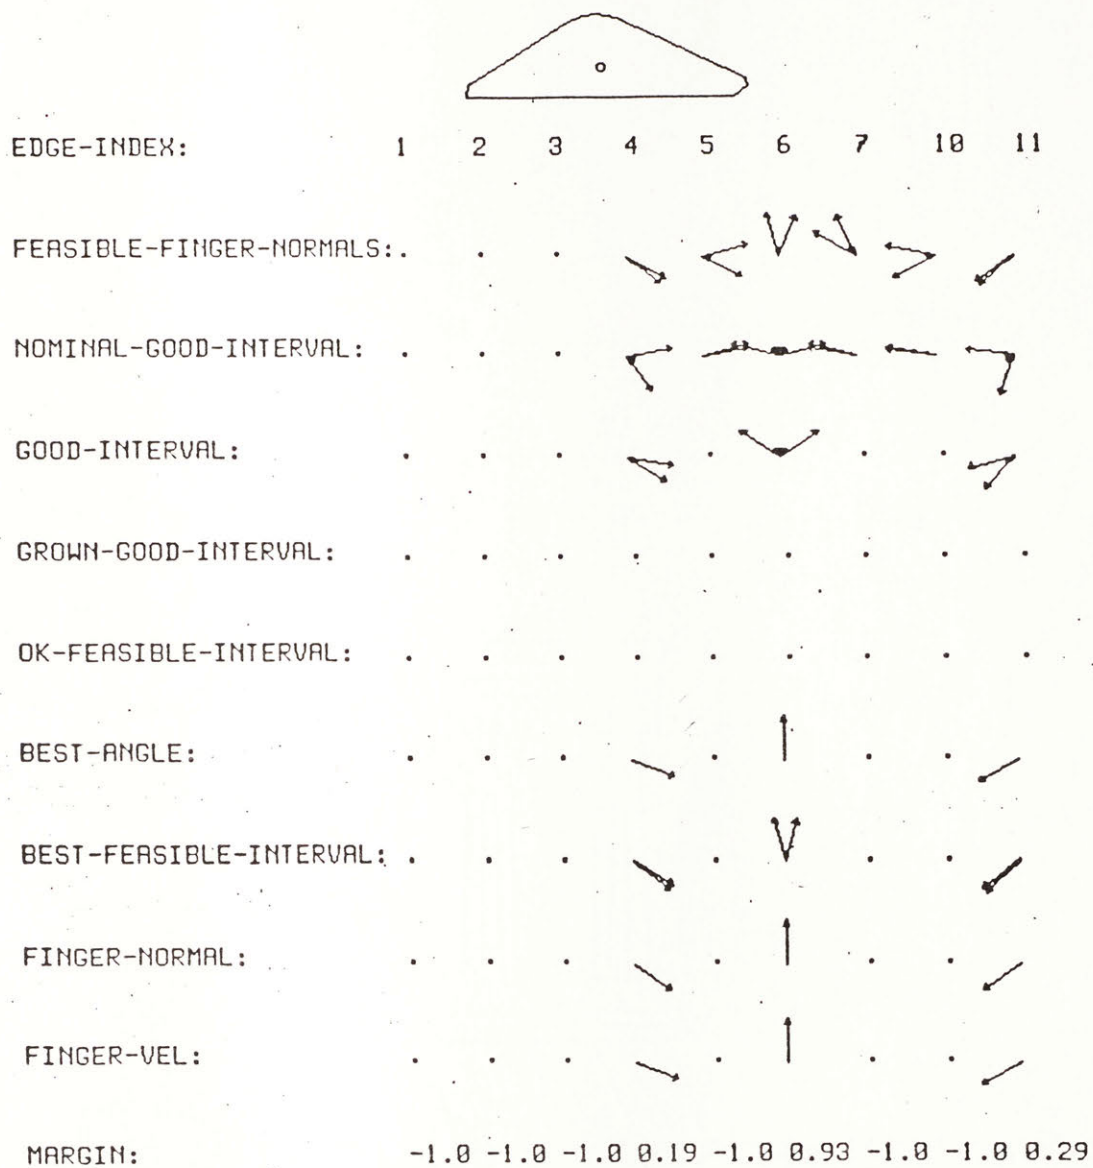 EDGE-INDEX: 1 2 3 4 5 6 7 10 11
FEASIBLE-FINGER-NORMALS:
NOMINAL-GOOD-INTERVAL:
GOOD-INTERVAL:
GROWN-GOOD-INTERVAL:
OK-FEASIBLE-INTERVAL:
BEST-ANGLE:
BEST-FEASIBLE-INTERVAL:
FINGER-NORMAL:
FINGER-VEL:
MARGIN: -1.0 -1.0 -1.0 0.19 -1.0 0.93 -1.0 -1.0 0.29